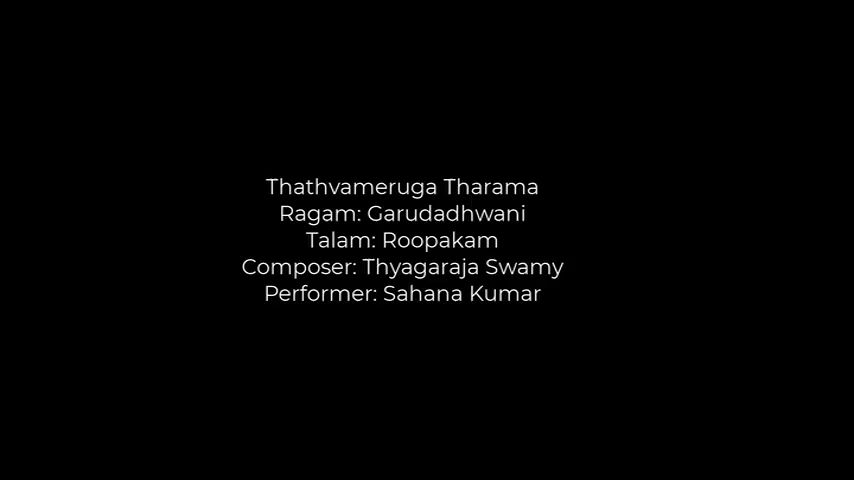 Thathvameruga Tharama
Ragam: Garudadhwani
Talam: Roopakam
Composer: Thyagaraja Swamy
Performer: Sahana Kumar